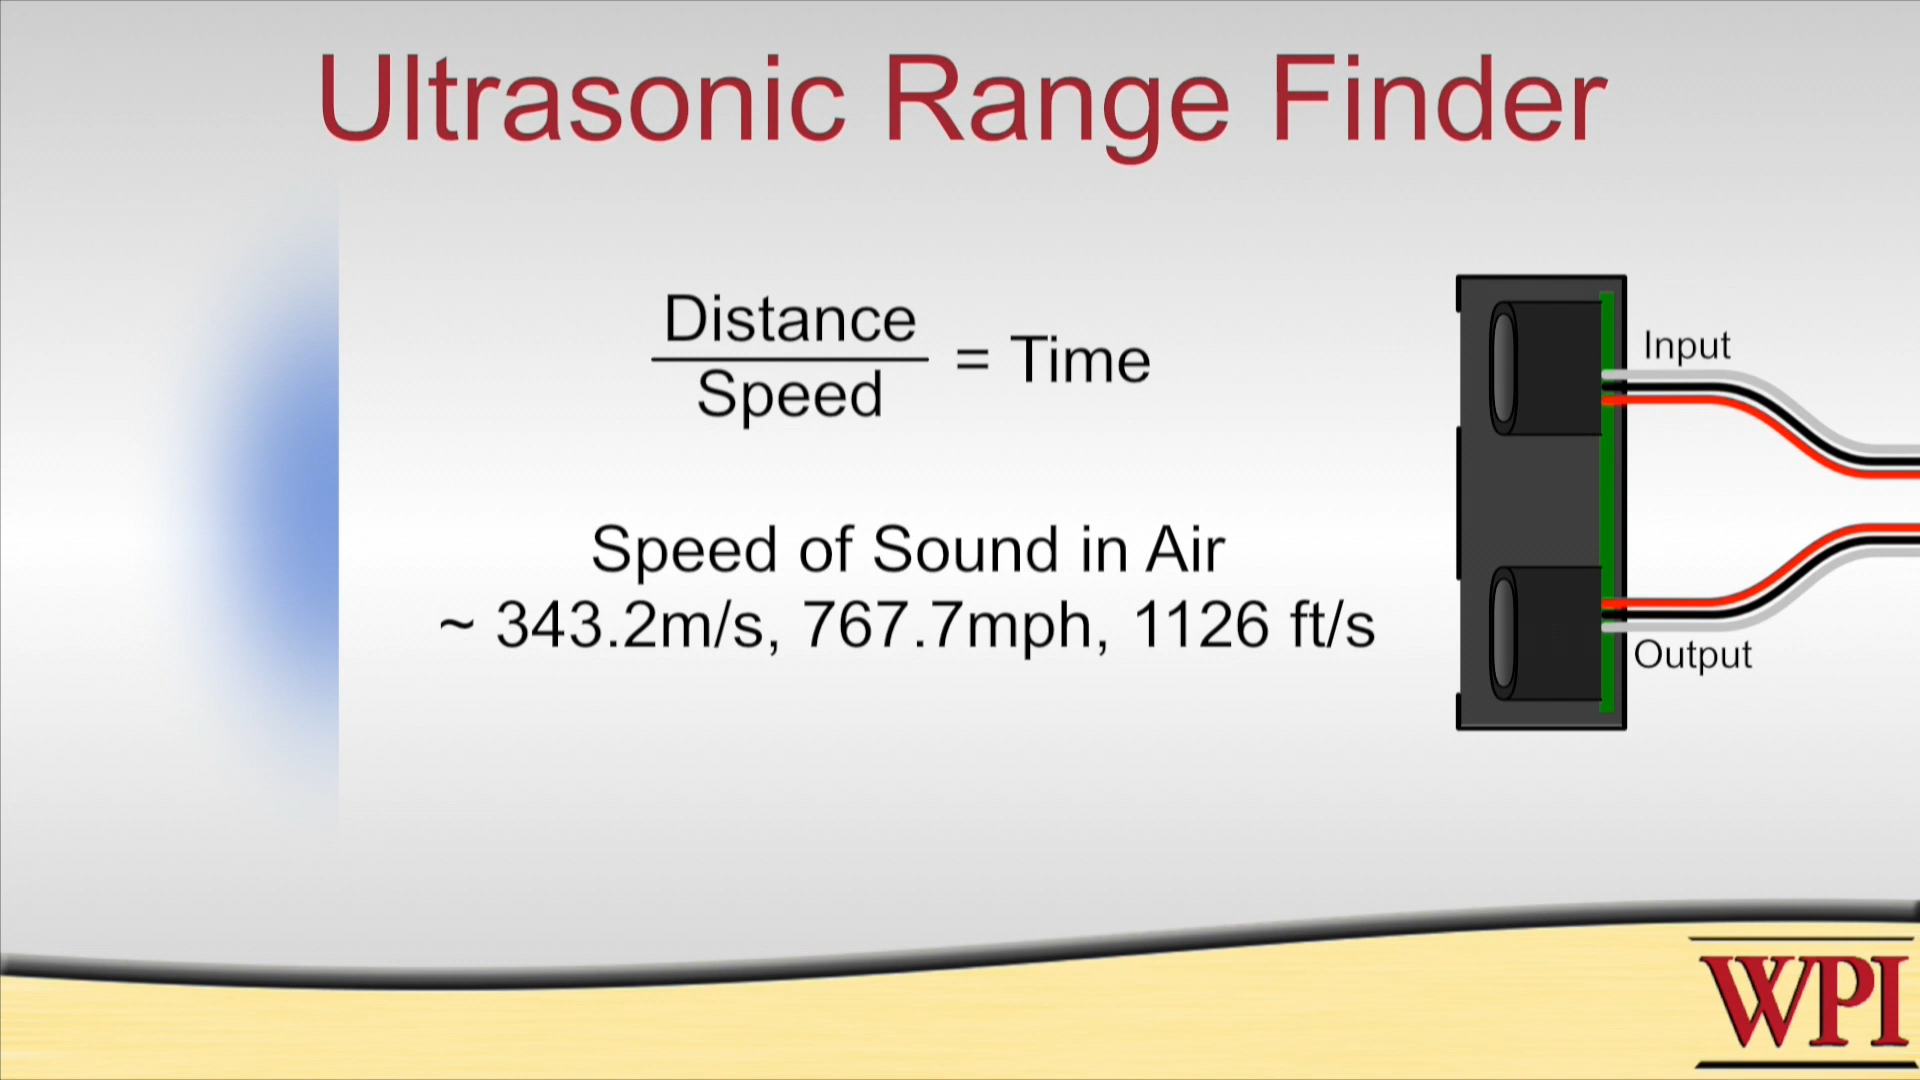 Ultrasonic Range Finder
Distance
Speed
= Time
Speed of Sound in Air
~ 343.2m/s, 767.7mph, 1126 ft/s
Input
Output
WPI